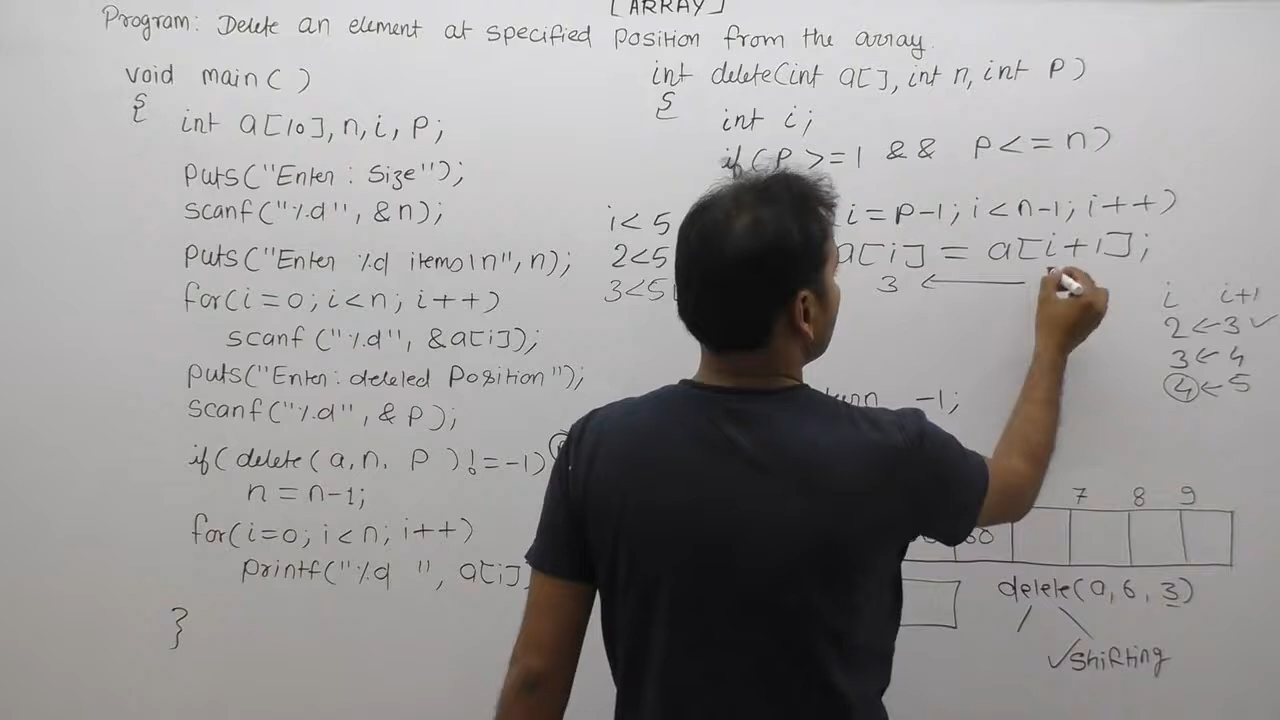 [ARRAY]
Program: Delete an element at specified position from the array.
void main( )
{
int a[10], n, i, p;
puts("Enter: Size");
scanf("%d", &n);
puts("Enter %d items\n", n);
for(i=0; i<n; i++)
scanf("%d", &a[i]);
puts("Enter: deleled Position");
scanf("%d", &p);
if( delete( a, n, p )!=-1)
n = n-1;
for(i=0; i<n; i++)
printf("%d ", a[i]
}
int delete(int a[], int n, int p)
{
int i;
if(p>=1 && p<=n)
i=p-1; i<n-1; i++)
a[i] = a[i+1];
3 ←
-1;
i<5
2<5
3<5
i i+1
2←3✓
3←4
4←5
7 8 9
delele(a, 6, 3)
✓shifting